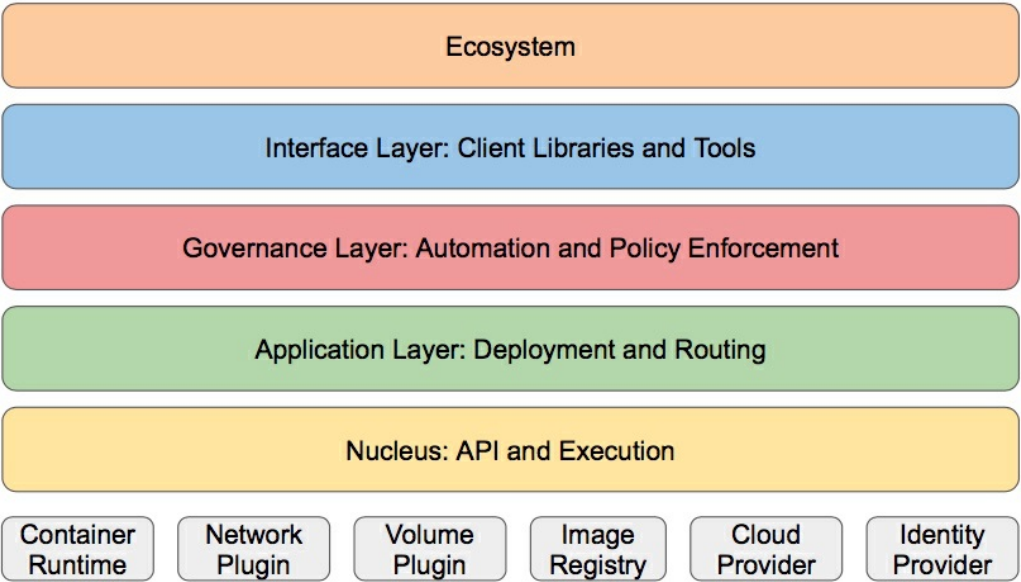 Ecosystem
Interface Layer: Client Libraries and Tools
Governance Layer: Automation and Policy Enforcement
Application Layer: Deployment and Routing
Nucleus: API and Execution
Container
Runtime
Network
Plugin
Volume
Plugin
Image
Registry
Cloud
Provider
Identity
Provider